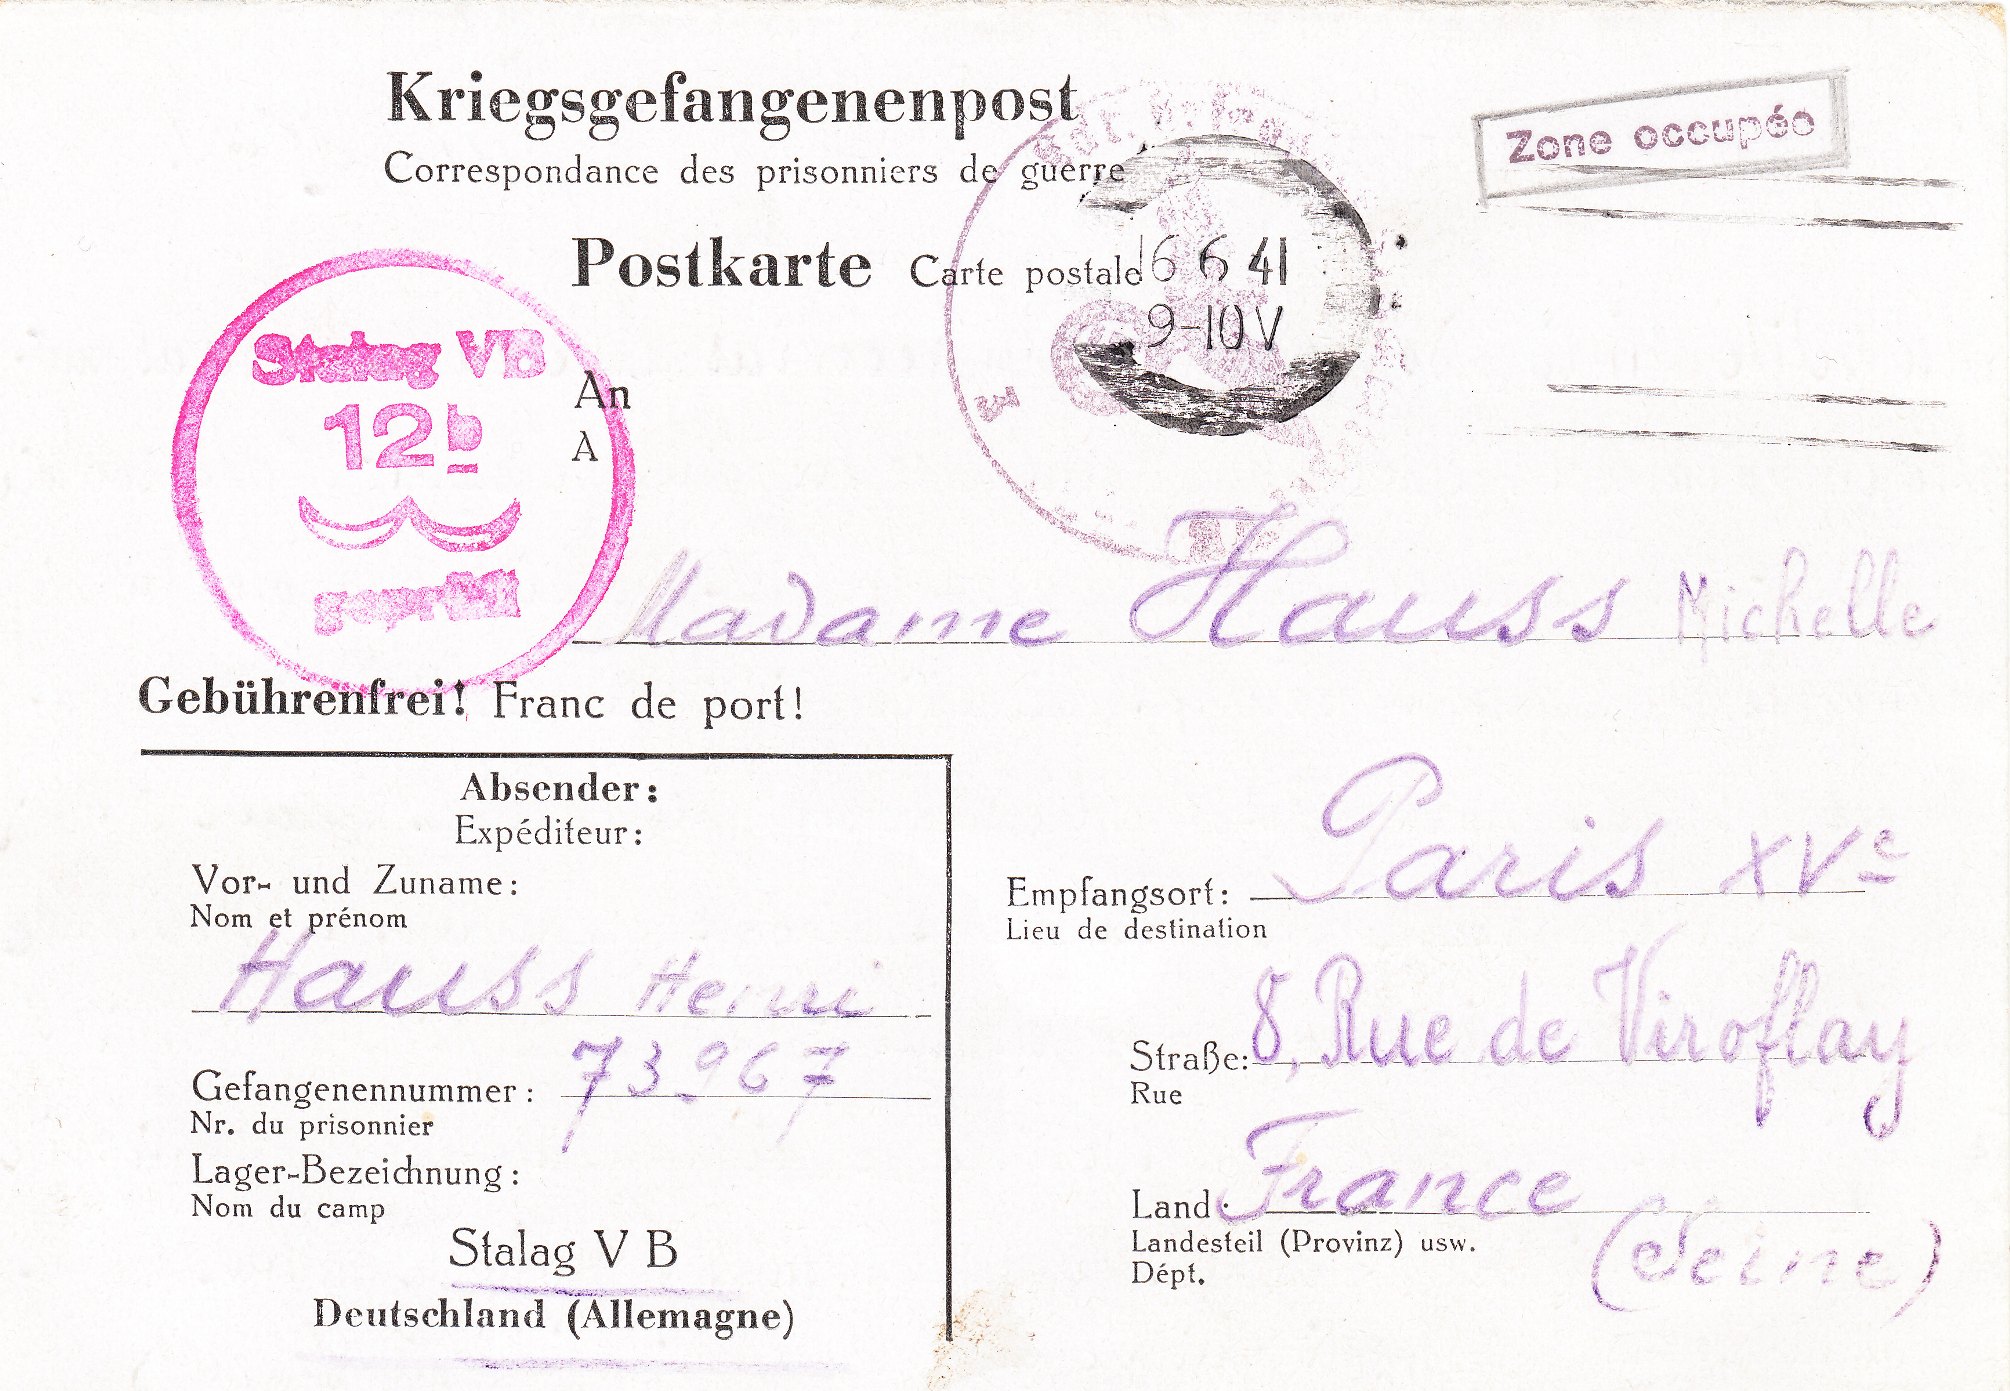 Kriegsgefangenenpost
Correspondance des prisonniers de guerre
Zone occupée
Postkarte Carte postale
16 6 41
9-10V
Stalag VB
12b
geprüft
An
A
Madame Hauss Michelle
Gebührenfrei! Franc de port!
Absender:
Expéditeur:
Vor- und Zuname:
Nom et prénom
Hauss Henri
Gefangenennummer: 73967
Nr. du prisonnier
Lager-Bezeichnung:
Nom du camp
Stalag V B
Deutschland (Allemagne)
Empfangsort: Paris XVe
Lieu de destination
Straße: 8, Rue de Viroflay
Rue
Land: France
Landesteil (Provinz) usw. (Seine)
Dépt.